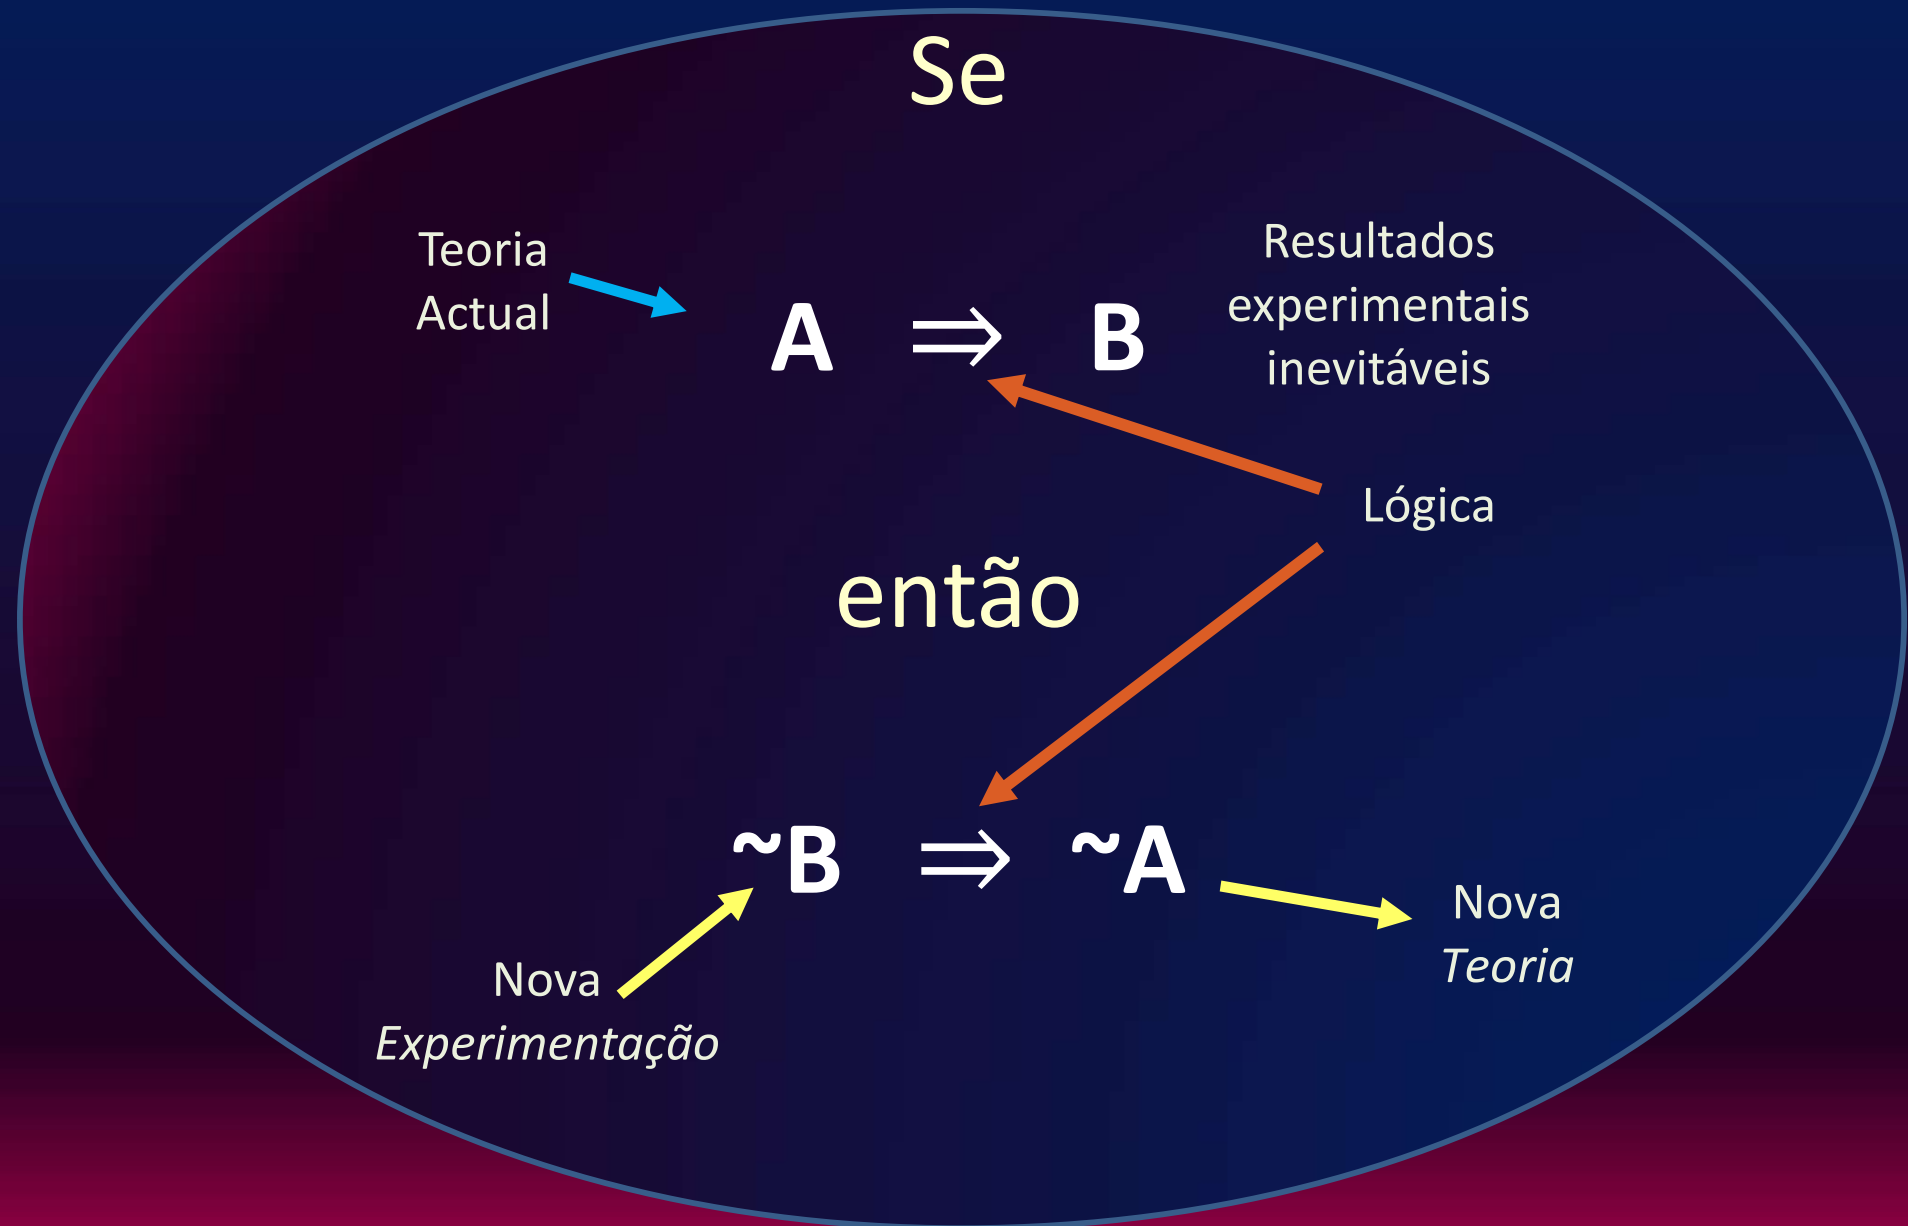 Se
Teoria
Actual
A ⇒ B
Resultados
experimentais
inevitáveis
Lógica
então
~B ⇒ ~A
Nova
Experimentação
Nova
Teoria